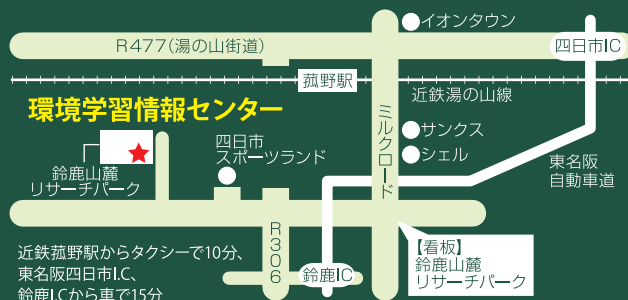 イオンタウン
R477(湯の山街道)
四日市IC
菰野駅
近鉄湯の山線
環境学習情報センター
ミルクロード
サンクス
シェル
四日市
スポーツランド
鈴鹿山麓
リサーチパーク
東名阪
自動車道
R306
鈴鹿IC
【看板】
鈴鹿山麓
リサーチパーク
近鉄菰野駅からタクシーで10分、
東名阪四日市I.C、
鈴鹿I.Cから車で15分